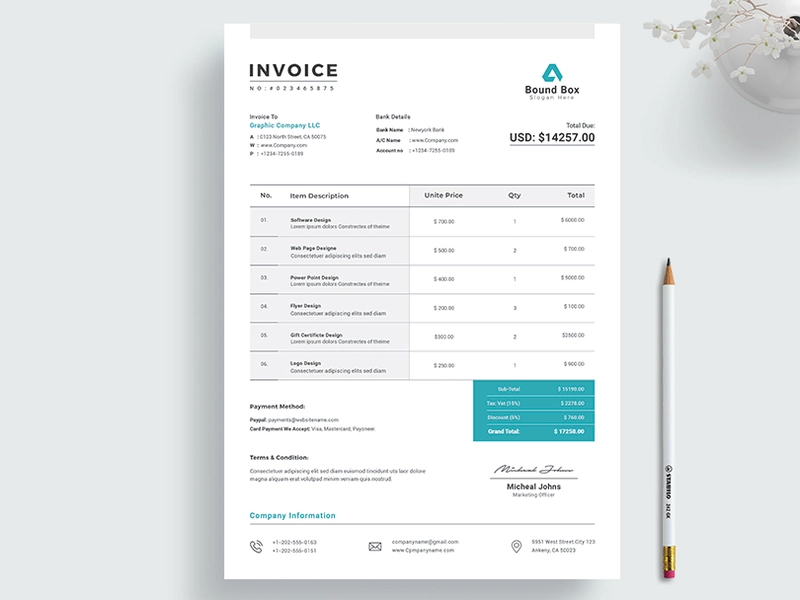 INVOICE
NO: #023465875
Bound Box
Slogan Here
Invoice To
Graphic Company LLC
A : 0123 North Street, CA 50075
W : www.Company.com
P : +1234-7255-0189
Bank Details
Bank Name : Newyork Bank
A/C Name : www.Company.com
Account no : +1234-7255-0189
Total Due:
USD: $14257.00
No. Item Description Unite Price Qty Total
01. Software Design $ 700.00 1 $ 6000.00
Lorem ipsum dolors Constrectes of theime
02. Web Page Designe $ 500.00 2 $ 700.00
Consectetuer adipiscing elits sed diam
03. Power Point Design $ 400.00 1 $ 5000.00
Lorem ipsum dolors Constrectes of theime
04. Flyer Design $ 200.00 3 $ 100.00
Consectetuer adipiscing elits sed diam
05. Gift Certificte Design $300.00 2 $2500.00
Lorem ipsum dolors Constrectes of theime
06. Logo Design $ 250.00 1 $ 900.00
Consectetuer adipiscing elits sed diam
Sub-Total $ 15190.00
Tax: Vat (15%) $ 2278.00
Discount (5%) $ 760.00
Grand Total: $ 17258.00
Payment Method:
Paypal: payments@websitename.com
Card Payment We Accept: Visa, Mastercard, Payoneer.
Terms & Condition:
Consectetuer adipiscing elit sed diam euismod tincidunt uts laor dolore
magna aliquam erat volutpad minim veniam quis nostrud.
Micheal Johns
Micheal Johns
Marketing Officer
Company Information
+1-202-555-0163
+1-202-555-0151
companyname@gmail.com
www.Cpmpanyname.com
5951 West Street City 123
Ankeny, CA 50023
STABILO